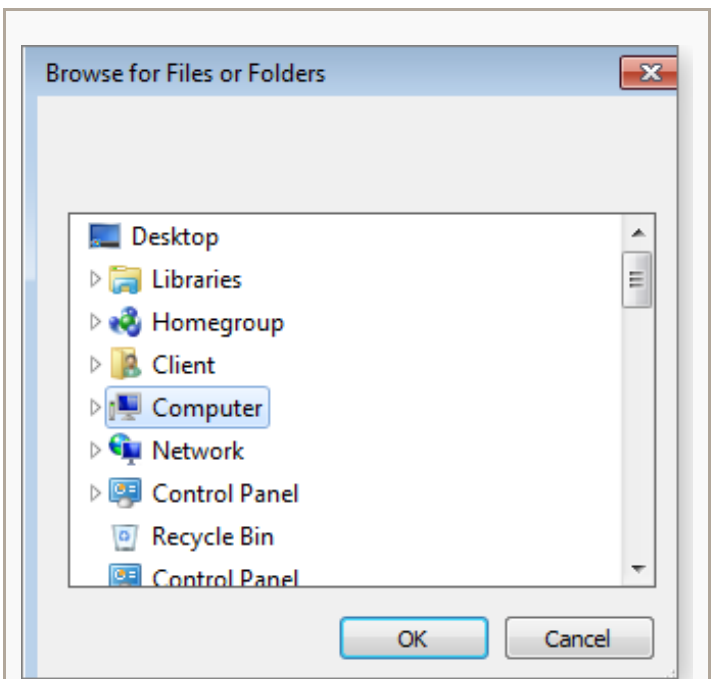 Browse for Files or Folders
Desktop
Libraries
Homegroup
Client
Computer
Network
Control Panel
Recycle Bin
Control Panel
OK Cancel